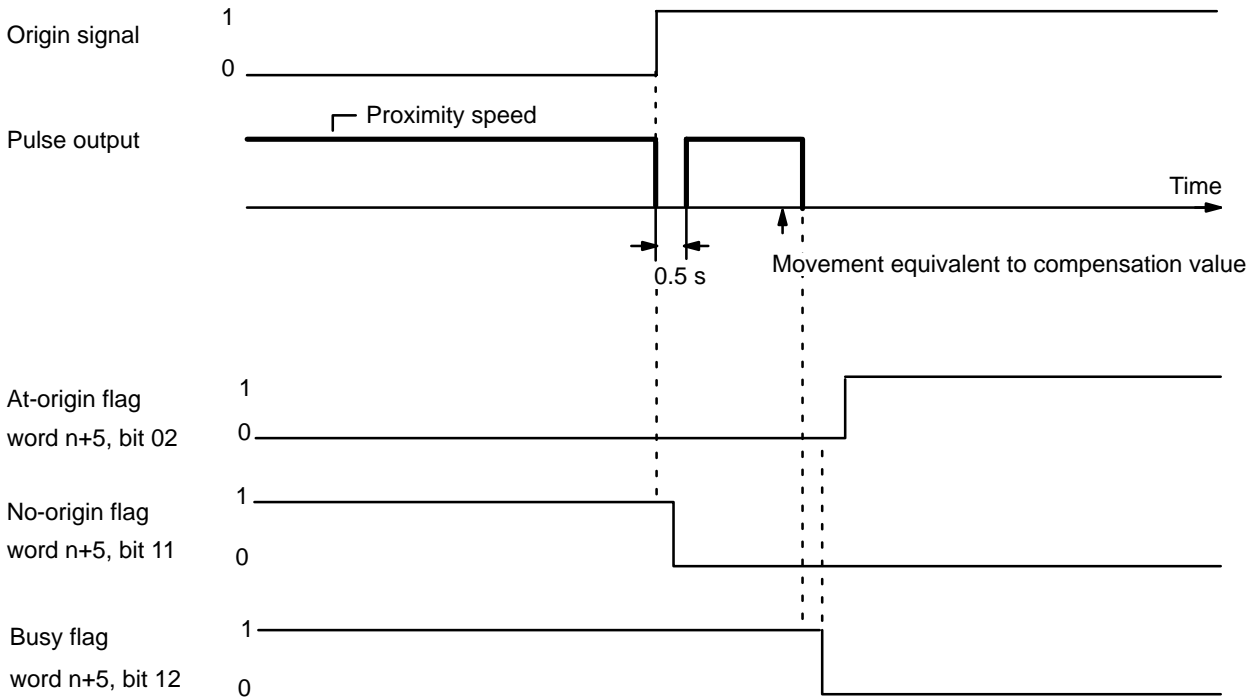 1
Origin signal
0
Proximity speed
Pulse output
Time
Movement equivalent to compensation value
0.5 s
1
At-origin flag
0
word n+5, bit 02
1
No-origin flag
word n+5, bit 11
0
1
Busy flag
word n+5, bit 12
0